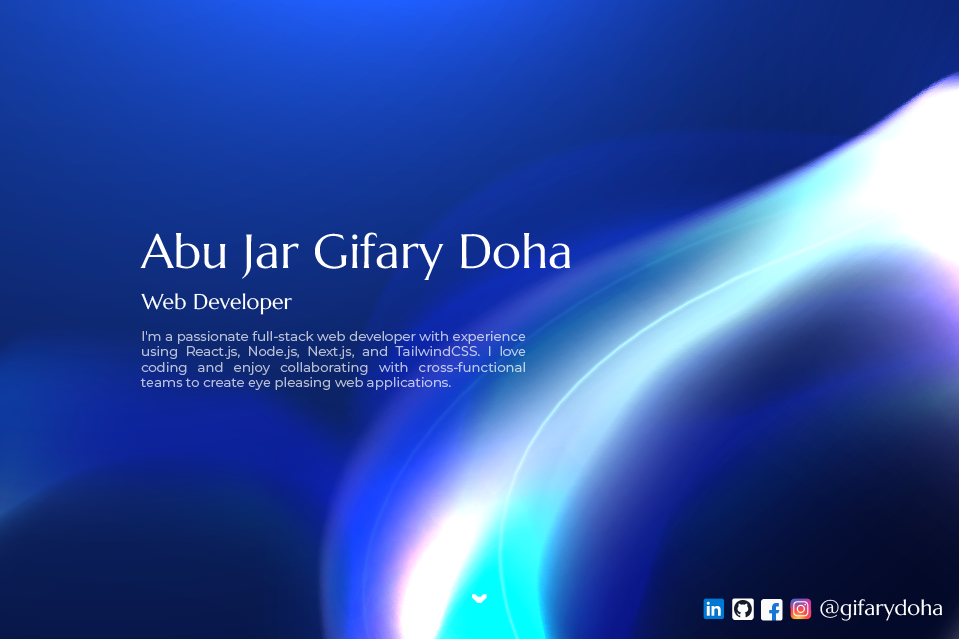 Abu Jar Gifary Doha
Web Developer
I'm a passionate full-stack web developer with experience
using React.js, Node.js, Next.js, and TailwindCSS. I love
coding and enjoy collaborating with cross-functional
teams to create eye pleasing web applications.
in @gifarydoha